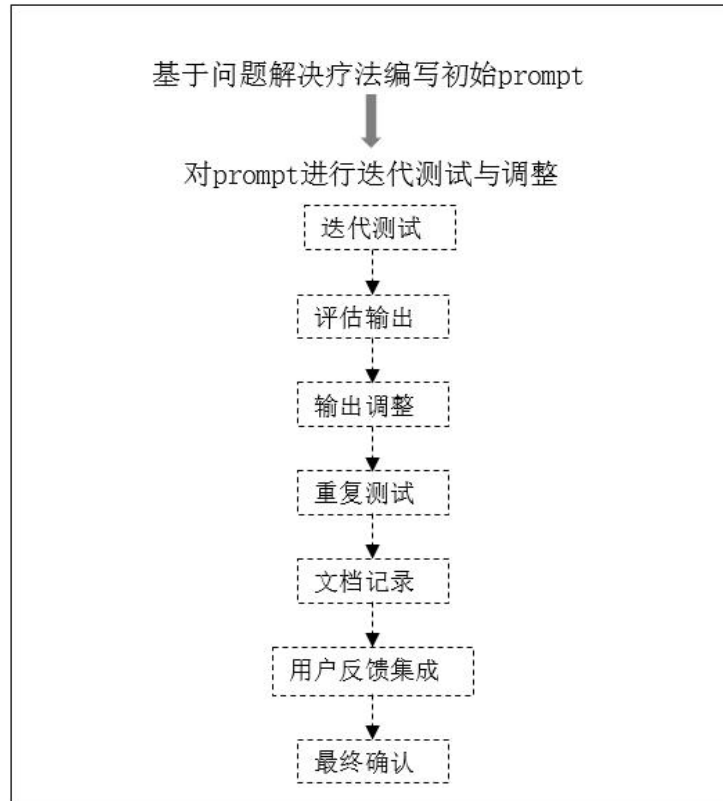 基于问题解决疗法编写初始prompt
对prompt进行迭代测试与调整
迭代测试
评估输出
输出调整
重复测试
文档记录
用户反馈集成
最终确认